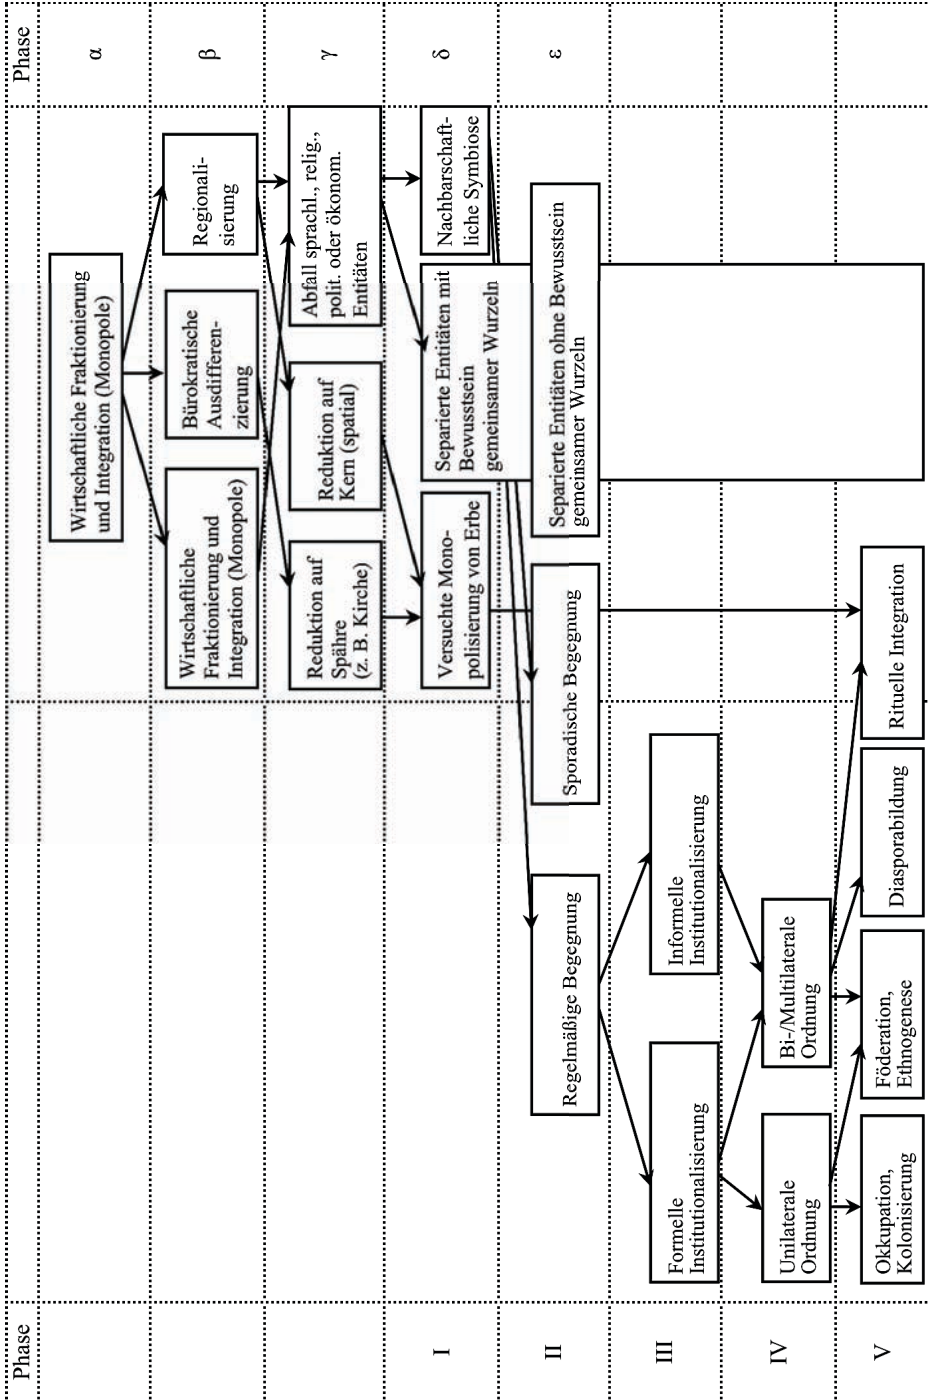 Phase
α
β
γ
δ
ε
Wirtschaftliche Fraktionierung
und Integration (Monopole)
Wirtschaftliche
Fraktionierung und
Integration (Monopole)
Bürokratische
Ausdifferen-
zierung
Regionali-
sierung
Reduktion auf
Spähre
(z. B. Kirche)
Reduktion auf
Kern (spatial)
Abfall sprachl., relig.,
polit. oder ökonom.
Entitäten
Versuchte Mono-
polisierung von Erbe
Separierte Entitäten mit
Bewusstsein
gemeinsamer Wurzeln
Nachbarschaft-
liche Symbiose
Regelmäßige Begegnung
Sporadische Begegnung
Separierte Entitäten ohne Bewusstsein
gemeinsamer Wurzeln
Formelle
Institutionalisierung
Informelle
Institutionalisierung
Unilaterale
Ordnung
Bi-/Multilaterale
Ordnung
Okkupation,
Kolonisierung
Föderation,
Ethnogenese
Diasporabildung
Rituelle Integration
Phase
I
II
III
IV
V